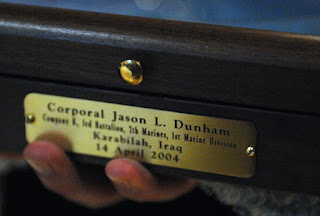 Corporal Jason L. Dunham
Company K, 3rd Battalion, 7th Marines, 1st Marine Division
Karabilah, Iraq
14 April 2004